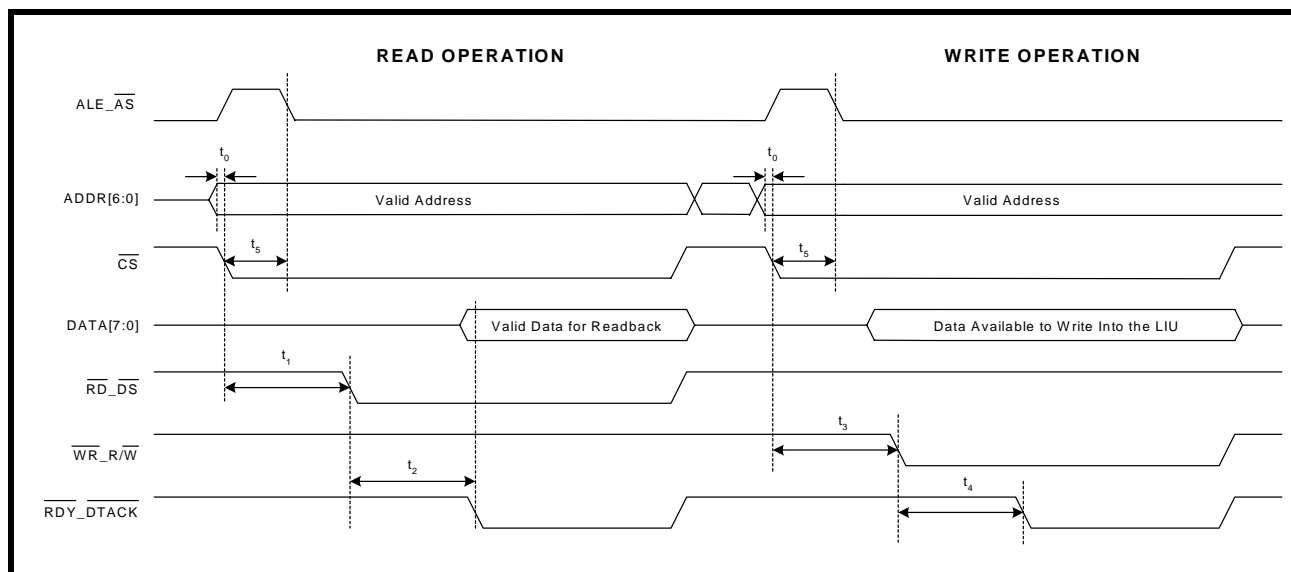 READ OPERATION WRITE OPERATION
ALE_AS
t0 t0
ADDR[6:0] Valid Address Valid Address
t5 t5
CS
DATA[7:0] Valid Data for Readback Data Available to Write Into the LIU
t1
RD_DS
t3
WR_R/W
t2 t4
RDY_DTACK